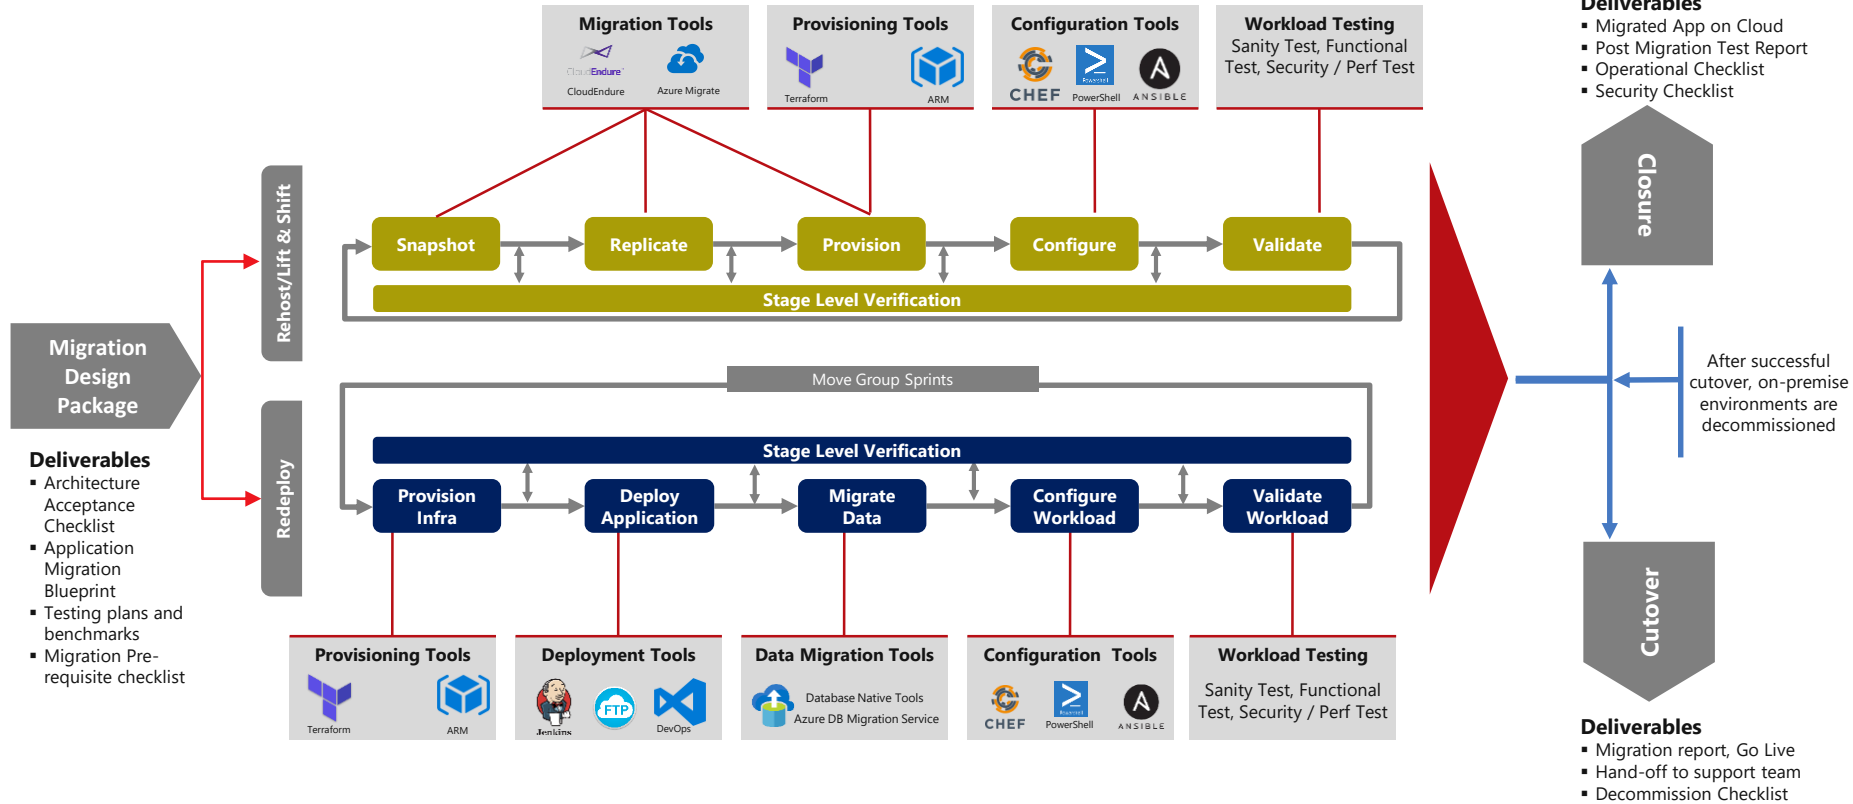 Migration Tools
CloudEndure
CloudEndure
Azure Migrate
Provisioning Tools
Terraform
ARM
Configuration Tools
CHEF
Powershell
PowerShell
ANSIBLE
Workload Testing
Sanity Test, Functional
Test, Security / Perf Test
Deliverables
▪ Migrated App on Cloud
▪ Post Migration Test Report
▪ Operational Checklist
▪ Security Checklist
Closure
Rehost/Lift & Shift
Snapshot
Replicate
Provision
Configure
Validate
Stage Level Verification
Migration
Design
Package
Deliverables
▪ Architecture
Acceptance
Checklist
▪ Application
Migration
Blueprint
▪ Testing plans and
benchmarks
▪ Migration Pre-
requisite checklist
Move Group Sprints
Redeploy
Stage Level Verification
Provision
Infra
Deploy
Application
Migrate
Data
Configure
Workload
Validate
Workload
After successful
cutover, on-premise
environments are
decommissioned
Cutover
Provisioning Tools
Terraform
ARM
Deployment Tools
Jenkins
FTP
DevOps
Data Migration Tools
Database Native Tools
Azure DB Migration Service
Configuration Tools
CHEF
Powershell
PowerShell
ANSIBLE
Workload Testing
Sanity Test, Functional
Test, Security / Perf Test
Deliverables
▪ Migration report, Go Live
▪ Hand-off to support team
▪ Decommission Checklist